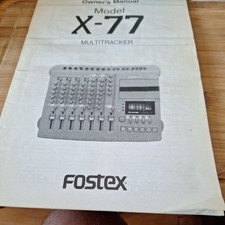 Owner's Manual
Model
X-77
MULTITRACKER
FOSTEX